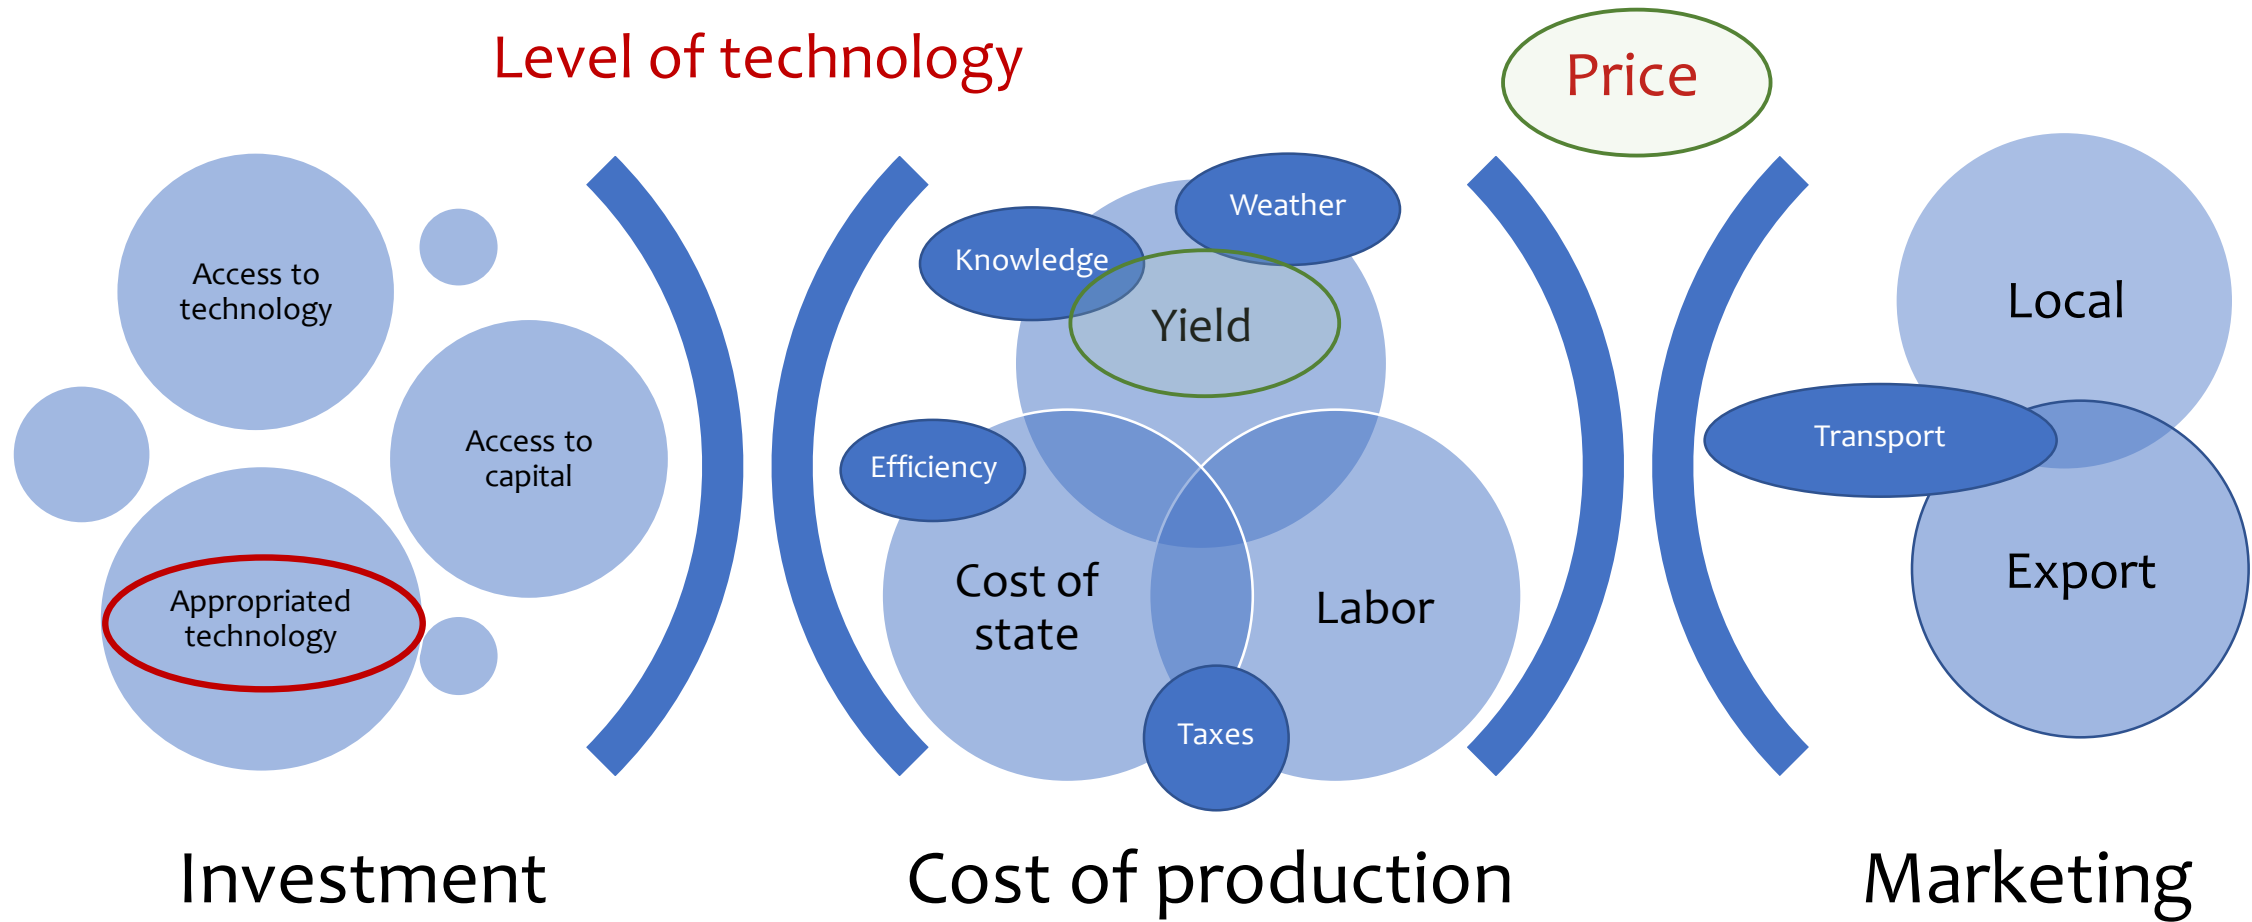 Level of technology
Price
Access to
technology
Access to
capital
Appropriated
technology
Weather
Knowledge
Yield
Efficiency
Cost of
state
Labor
Taxes
Local
Transport
Export
Investment
Cost of production
Marketing